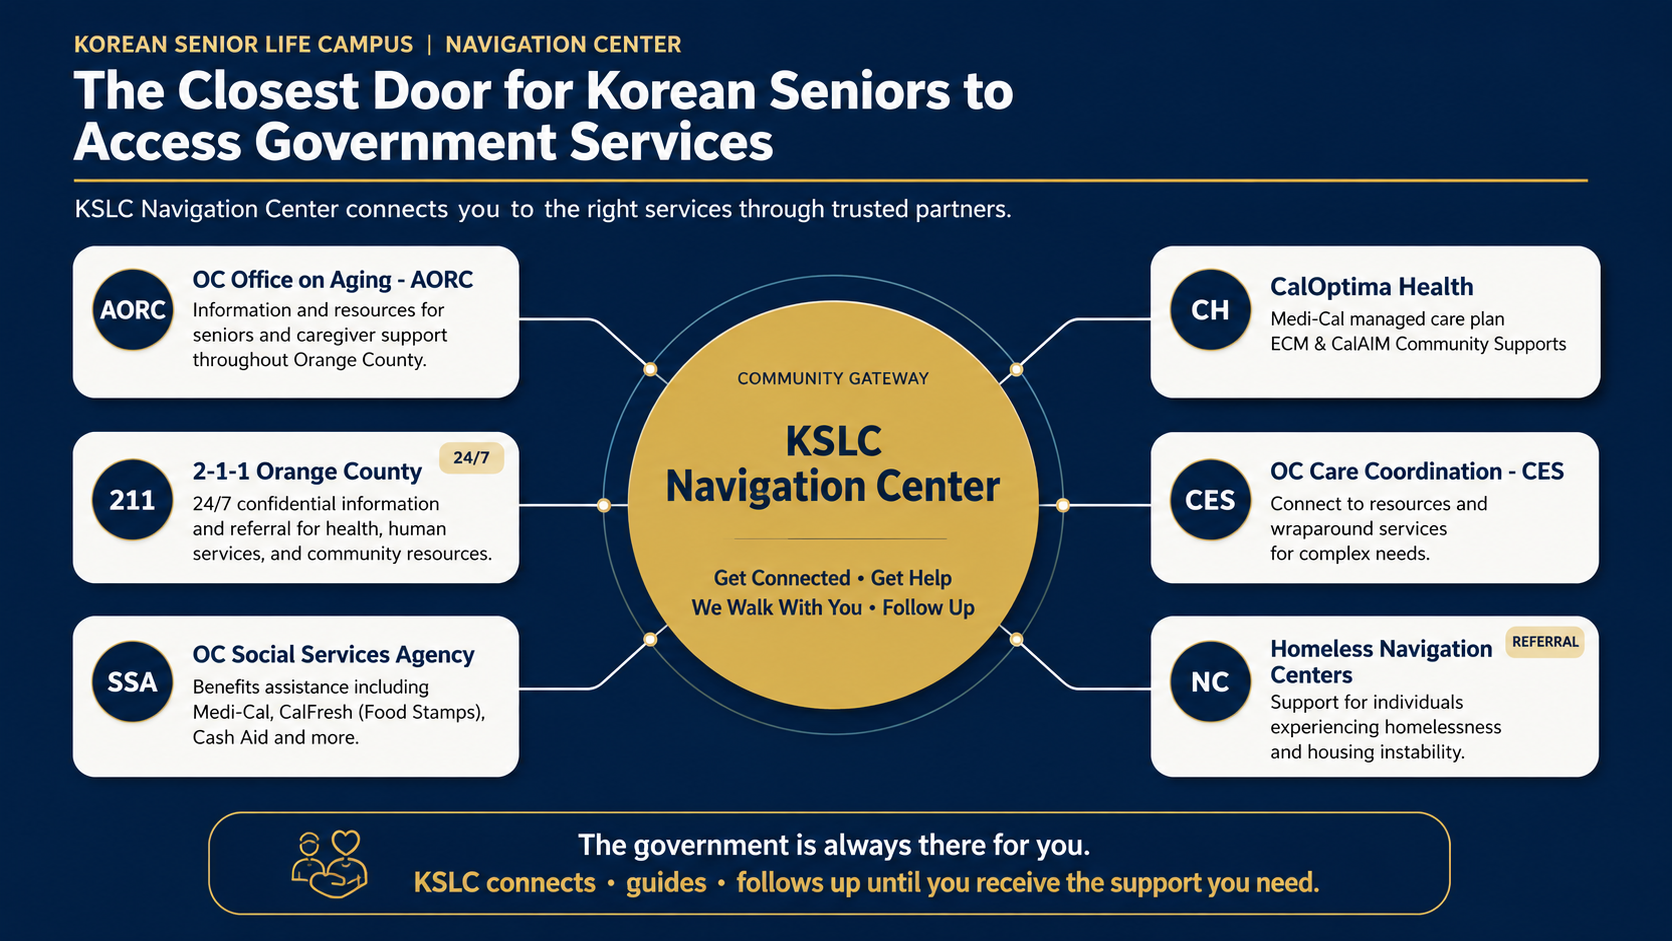 KOREAN SENIOR LIFE CAMPUS | NAVIGATION CENTER
The Closest Door for Korean Seniors to
Access Government Services
KSLC Navigation Center connects you to the right services through trusted partners.
AORC
OC Office on Aging - AORC
Information and resources for
seniors and caregiver support
throughout Orange County.
211
2-1-1 Orange County
24/7
24/7 confidential information
and referral for health, human
services, and community resources.
SSA
OC Social Services Agency
Benefits assistance including
Medi-Cal, CalFresh (Food Stamps),
Cash Aid and more.
COMMUNITY GATEWAY
KSLC
Navigation Center
Get Connected • Get Help
We Walk With You • Follow Up
CH
CalOptima Health
Medi-Cal managed care plan
ECM & CalAIM Community Supports
CES
OC Care Coordination - CES
Connect to resources and
wraparound services
for complex needs.
NC
Homeless Navigation
Centers
REFERRAL
Support for individuals
experiencing homelessness
and housing instability.
The government is always there for you.
KSLC connects • guides • follows up until you receive the support you need.